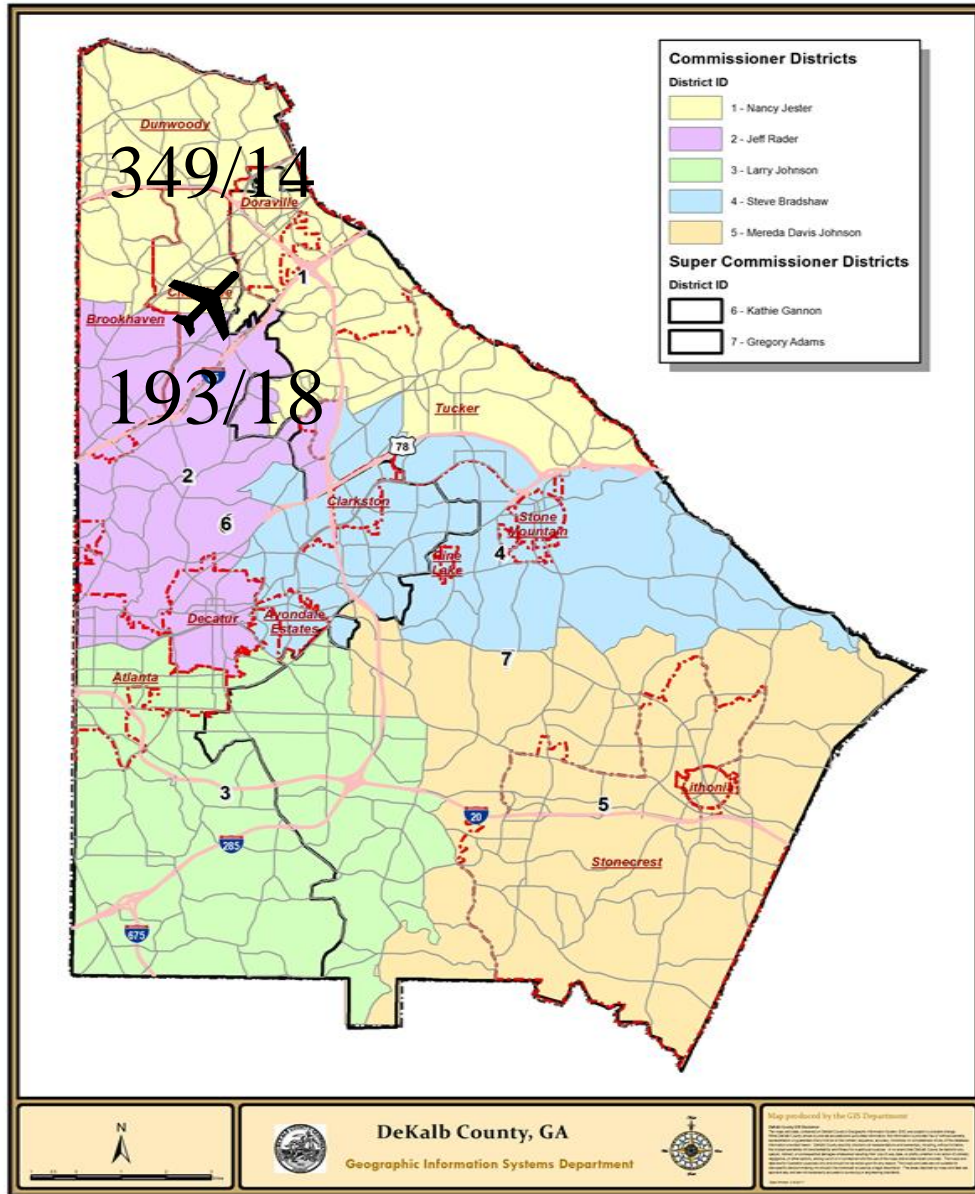 Commissioner Districts
District ID
1 - Nancy Jester
2 - Jeff Rader
3 - Larry Johnson
4 - Steve Bradshaw
5 - Mereda Davis Johnson
Super Commissioner Districts
District ID
6 - Kathie Gannon
7 - Gregory Adams
Dunwoody
349/14
Doraville
1
Brookhaven
193/18
Tucker
78
2
Clarkston
6
Stone
Mountain
4
Lake
Decatur
Avondale
Estates
7
Atlanta
3
5
20
285
Stonecrest
675
N
DeKalb County, GA
Geographic Information Systems Department
Map produced by the GIS Department